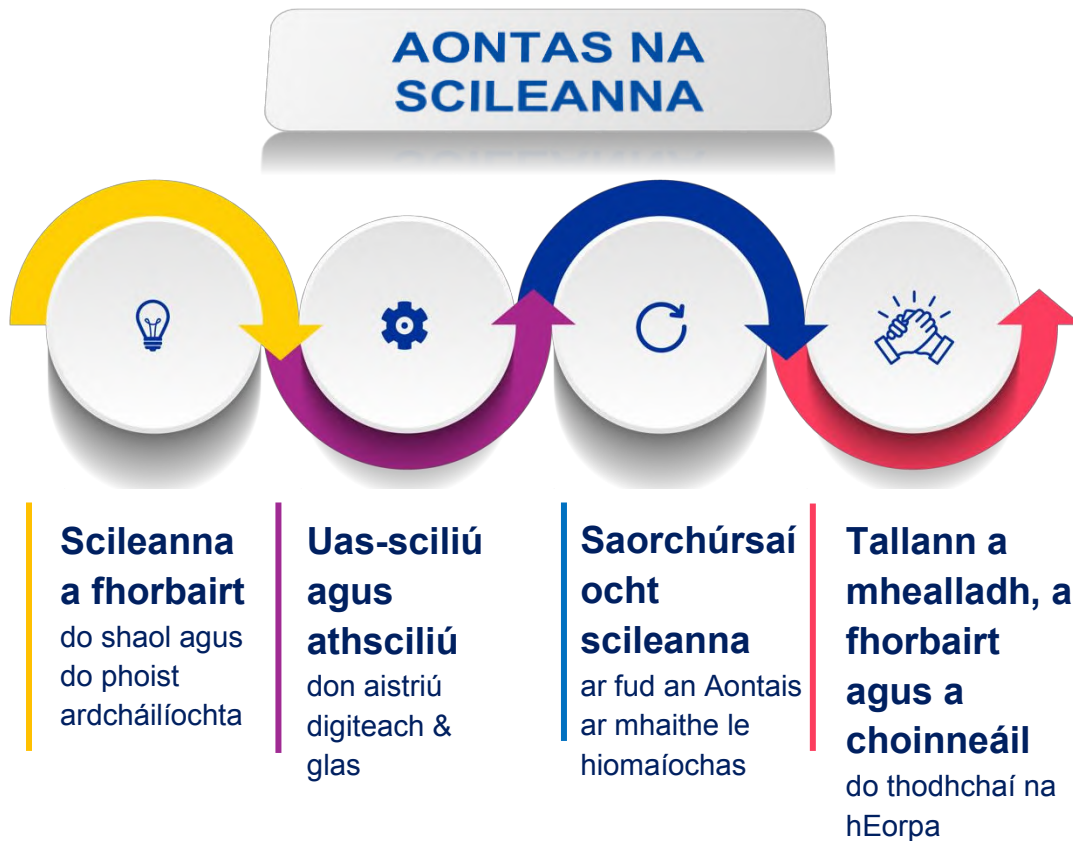 AONTAS NA
SCILEANNA
Scileanna
a fhorbairt
do shaol agus
do phoist
ardcháilíochta
Uas-sciliú
agus
athsciliú
don aistriú
digiteach &
glas
Saorchúrsaí
ocht
scileanna
ar fud an Aontais
ar mhaithe le
hiomaíochas
Tallann a
mhealladh, a
fhorbairt
agus a
choinneáil
do thodhchaí na
hEorpa